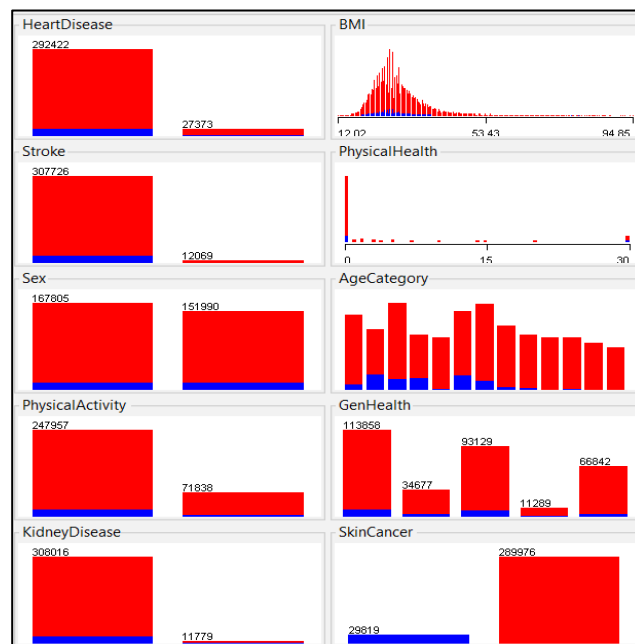 HeartDisease
292422
27373
BMI
12.02 53.43 94.85
Stroke
307726
12069
PhysicalHealth
0 15 30
Sex
167805
151990
AgeCategory
PhysicalActivity
247957
71838
GenHealth
113858
34677
93129
11289
66842
KidneyDisease
308016
11779
SkinCancer
29819
289976